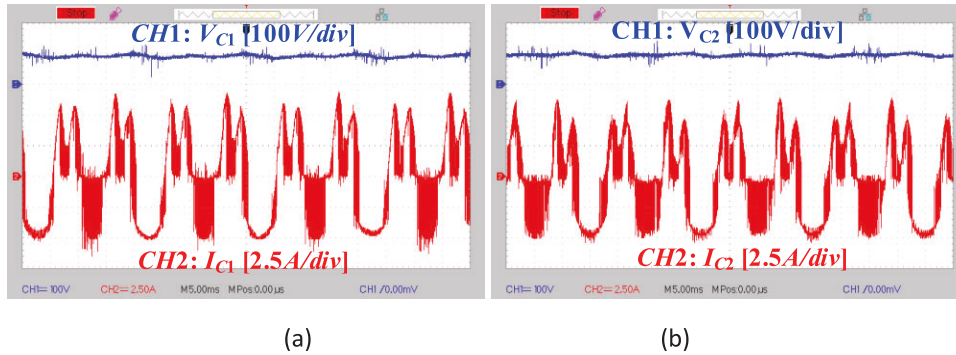 Stop
CH1: VC1 [100V/div]
CH2: IC1 [2.5A/div]
CH1= 100V CH2= 2.50A M5.00ms M Pos:0.00μs CH1 /0.00mV
Stop
CH1: VC2 [100V/div]
CH2: IC2 [2.5A/div]
CH1= 100V CH2= 2.50A M5.00ms M Pos:0.00μs CH1 /0.00mV
(a)
(b)